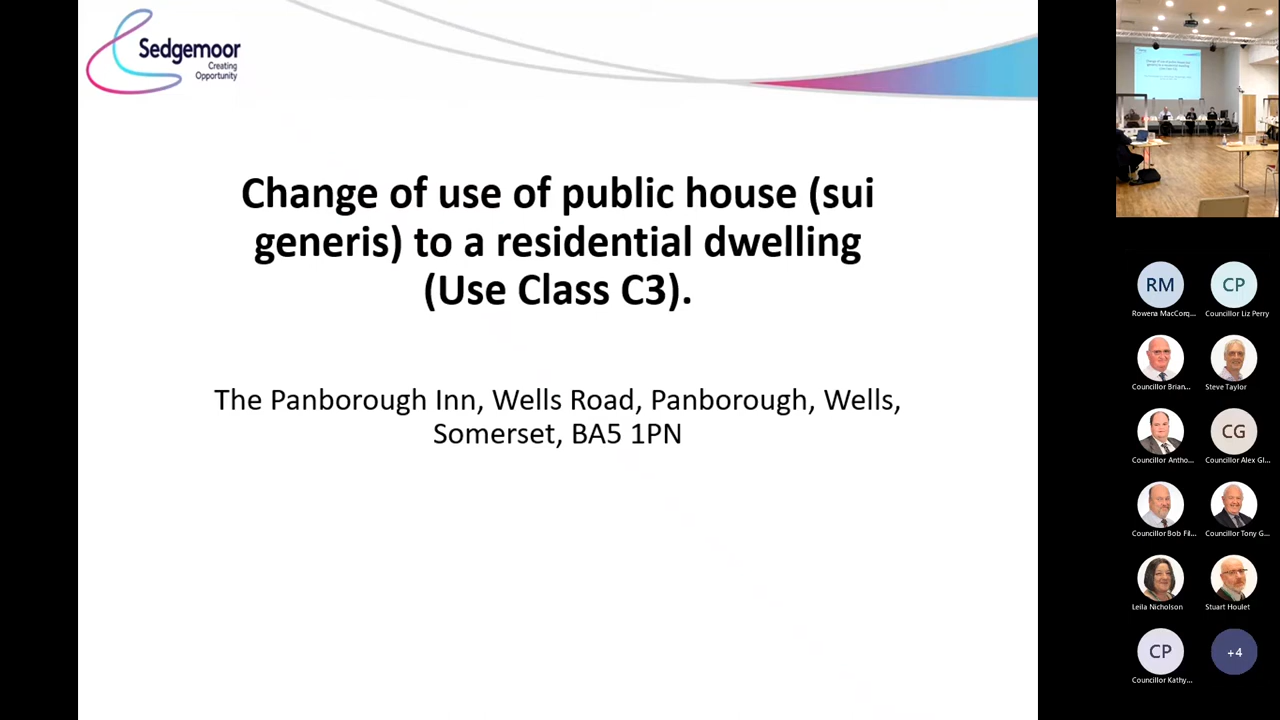 Sedgemoor
Creating
Opportunity
Change of use of public house (sui
generis) to a residential dwelling
(Use Class C3).
The Panborough Inn, Wells Road, Panborough, Wells,
Somerset, BA5 1PN
RM
CP
Rowena MacCorq...
Councillor Liz Perry
Councillor Brian...
Steve Taylor
CG
Councillor Antho...
Councillor Alex Gl...
Councillor Bob Fil...
Councillor Tony G...
Leila Nicholson
Stuart Houlet
CP
+4
Councillor Kathy...